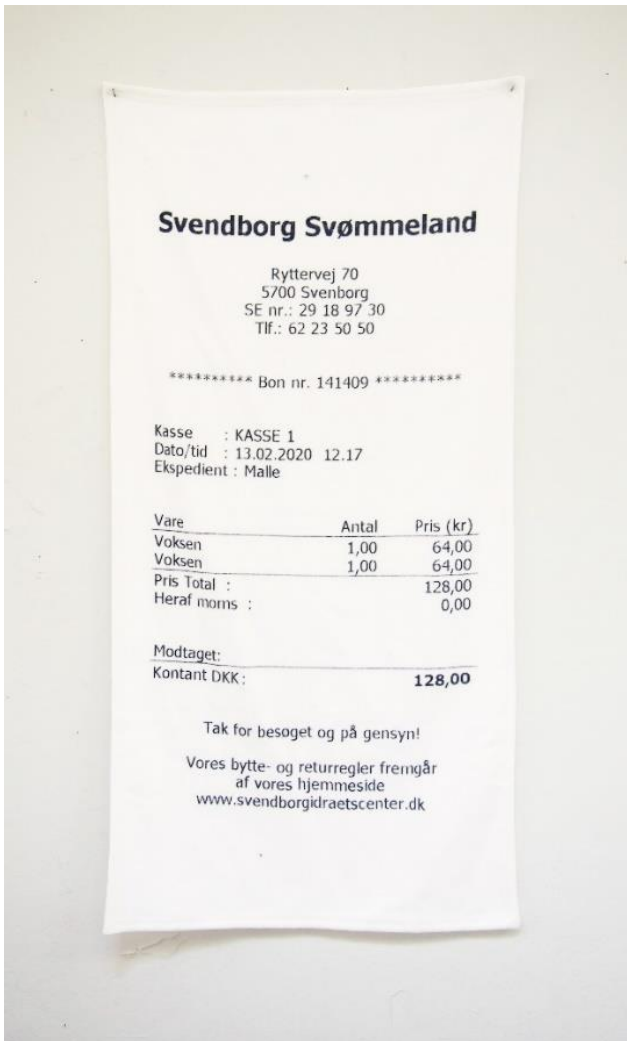 Svendborg Svømmeland
Ryttervej 70
5700 Svenborg
SE nr.: 29 18 97 30
Tlf.: 62 23 50 50
********** Bon nr. 141409 **********
Kasse : KASSE 1
Dato/tid : 13.02.2020 12.17
Ekspedient : Malle
Vare Antal Pris (kr)
Voksen 1,00 64,00
Voksen 1,00 64,00
Pris Total : 128,00
Heraf moms : 0,00
Modtaget:
Kontant DKK: 128,00
Tak for besøget og på gensyn!
Vores bytte- og returregler fremgår
af vores hjemmeside
www.svendborgidraetscenter.dk